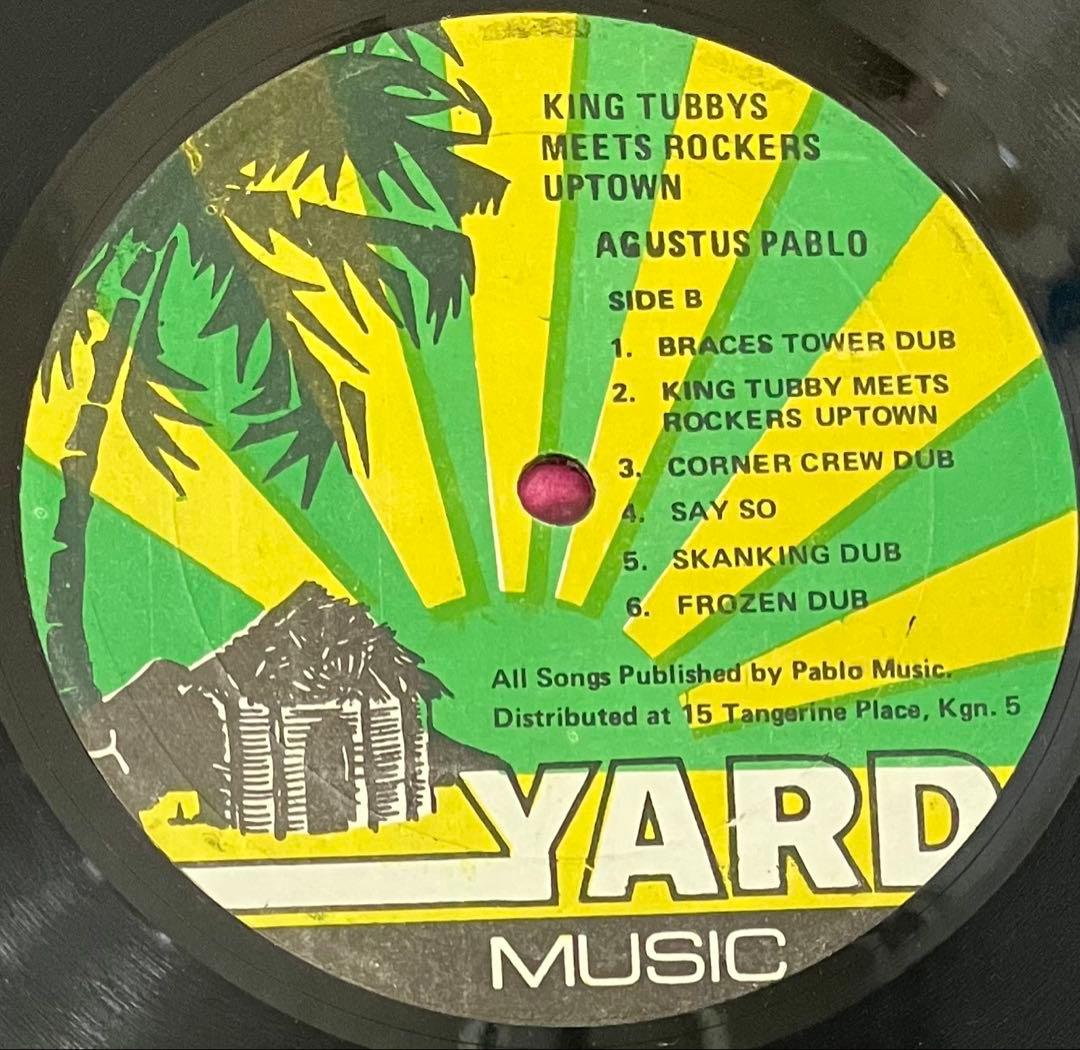 KING TUBBYS
MEETS ROCKERS
UPTOWN
AGUSTUS PABLO
SIDE B
1. BRACES TOWER DUB
2. KING TUBBY MEETS
ROCKERS UPTOWN
3. CORNER CREW DUB
4. SAY SO
5. SKANKING DUB
6. FROZEN DUB
All Songs Published by Pablo Music.
Distributed at 15 Tangerine Place, Kgn. 5
YARD
MUSIC